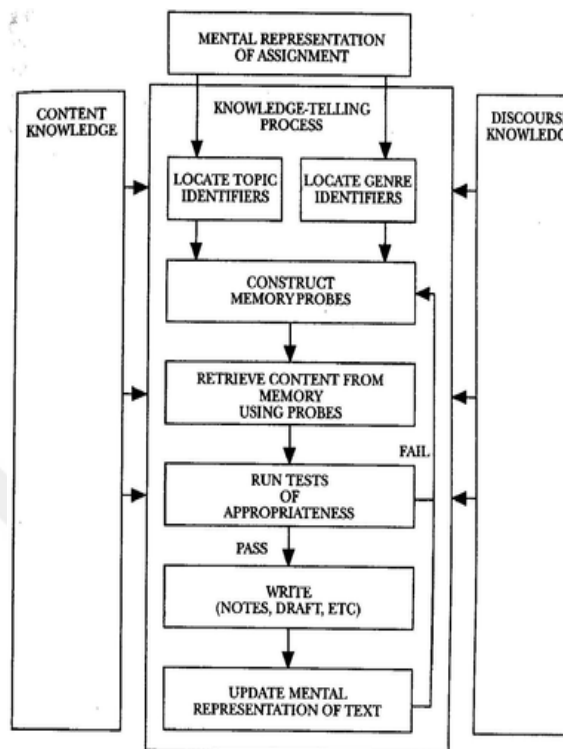 MENTAL REPRESENTATION
OF ASSIGNMENT
CONTENT
KNOWLEDGE
KNOWLEDGE-TELLING
PROCESS
DISCOURSE
KNOWLEDG
LOCATE TOPIC
IDENTIFIERS
LOCATE GENRE
IDENTIFIERS
CONSTRUCT
MEMORY PROBES
RETRIEVE CONTENT FROM
MEMORY
USING PROBES
FAIL
RUN TESTS
OF
APPROPRIATENESS
PASS
WRITE
(NOTES, DRAFT, ETC)
UPDATE MENTAL
REPRESENTATION OF TEXT